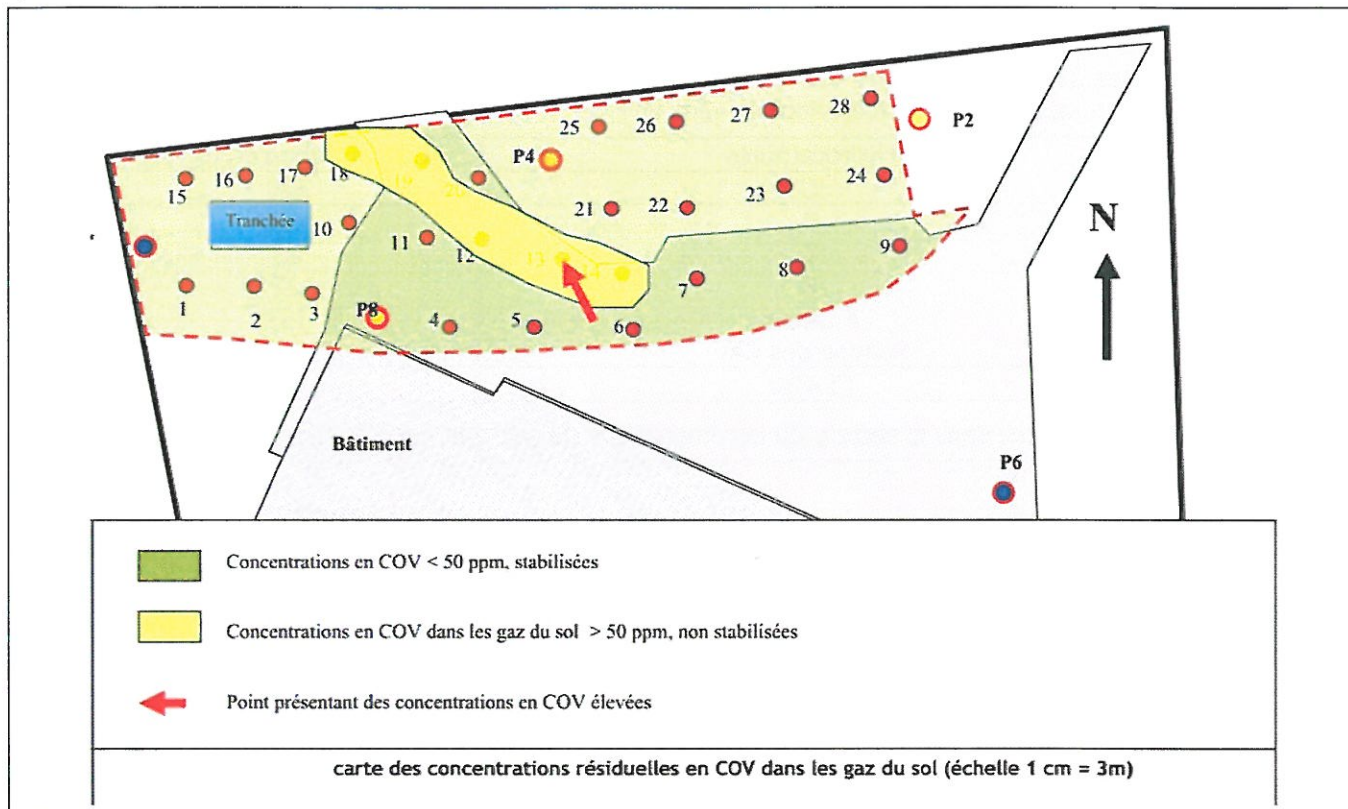 28
27
P2
26
25
P4
17
16
18
19
20
15
24
23
Tranchée
21
22
10
N
11
12
9
13
14
8
7
1
2
3
P8
4
5
6
Bâtiment
P6
Concentrations en COV < 50 ppm, stabilisées
Concentrations en COV dans les gaz du sol > 50 ppm, non stabilisées
Point présentant des concentrations en COV élevées
carte des concentrations résiduelles en COV dans les gaz du sol (échelle 1 cm = 3m)